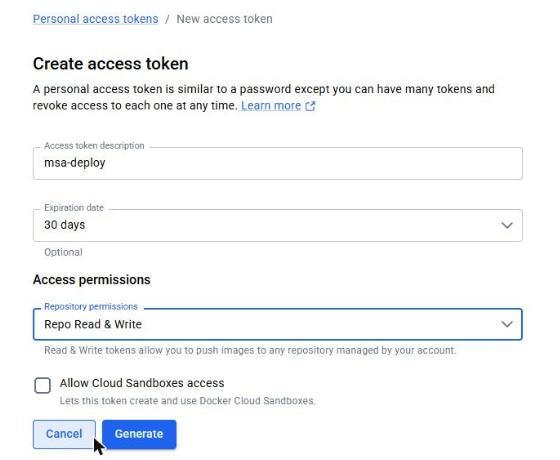 Personal access tokens / New access token
Create access token
A personal access token is similar to a password except you can have many tokens and
revoke access to each one at any time. Learn more
Access token description
msa-deploy
Expiration date
30 days
Optional
Access permissions
Repository permissions
Repo Read & Write
Read & Write tokens allow you to push images to any repository managed by your account.
Allow Cloud Sandboxes access
Lets this token create and use Docker Cloud Sandboxes.
Cancel Generate